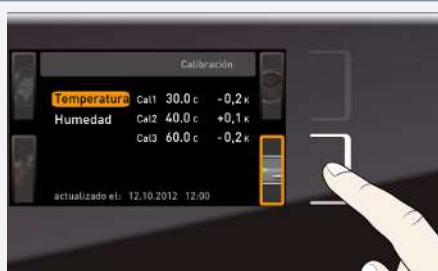 Calibración
Temperatura Cal1 30.0 c -0,2 K
Humedad Cal2 40.0 c +0,1 K
Cal3 60.0 c -0,2 K
actualizado el: 12.10.2012 12:00